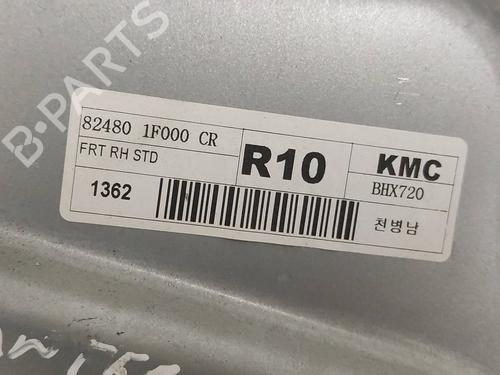 B-PARTS
82480 1F000 CR
FRT RH STD
1362
R10
KMC
BHX720
천병남